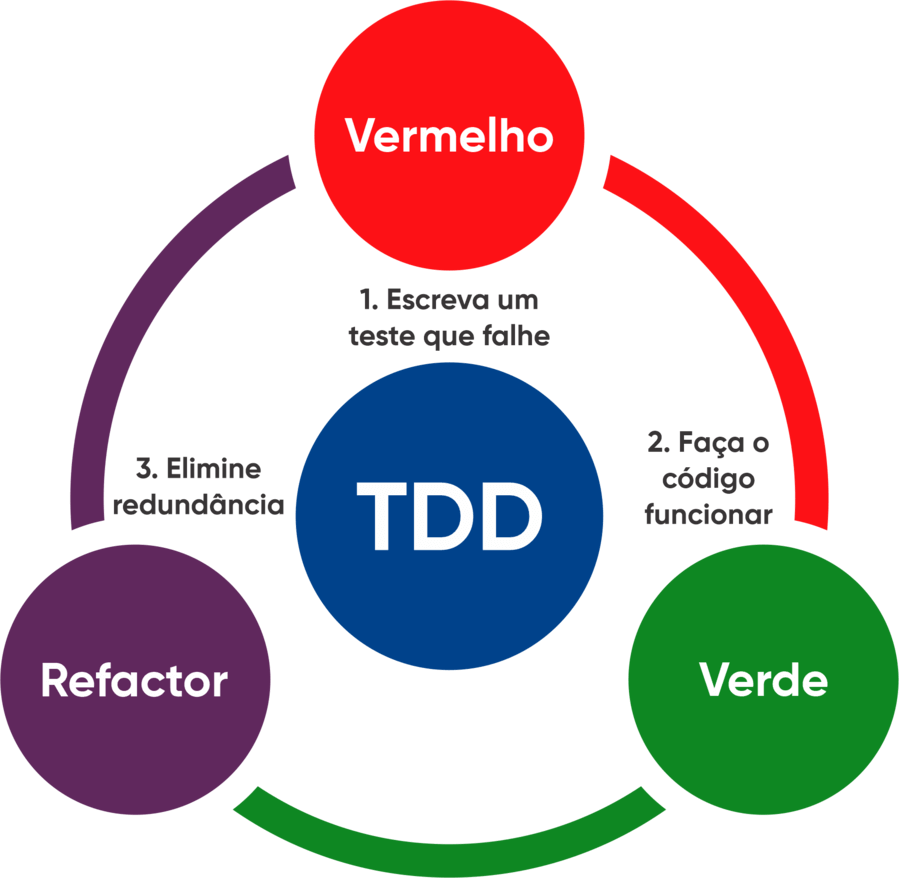 Vermelho
1. Escreva um
teste que falhe
2. Faça o
código
funcionar
3. Elimine
redundância
TDD
Refactor
Verde